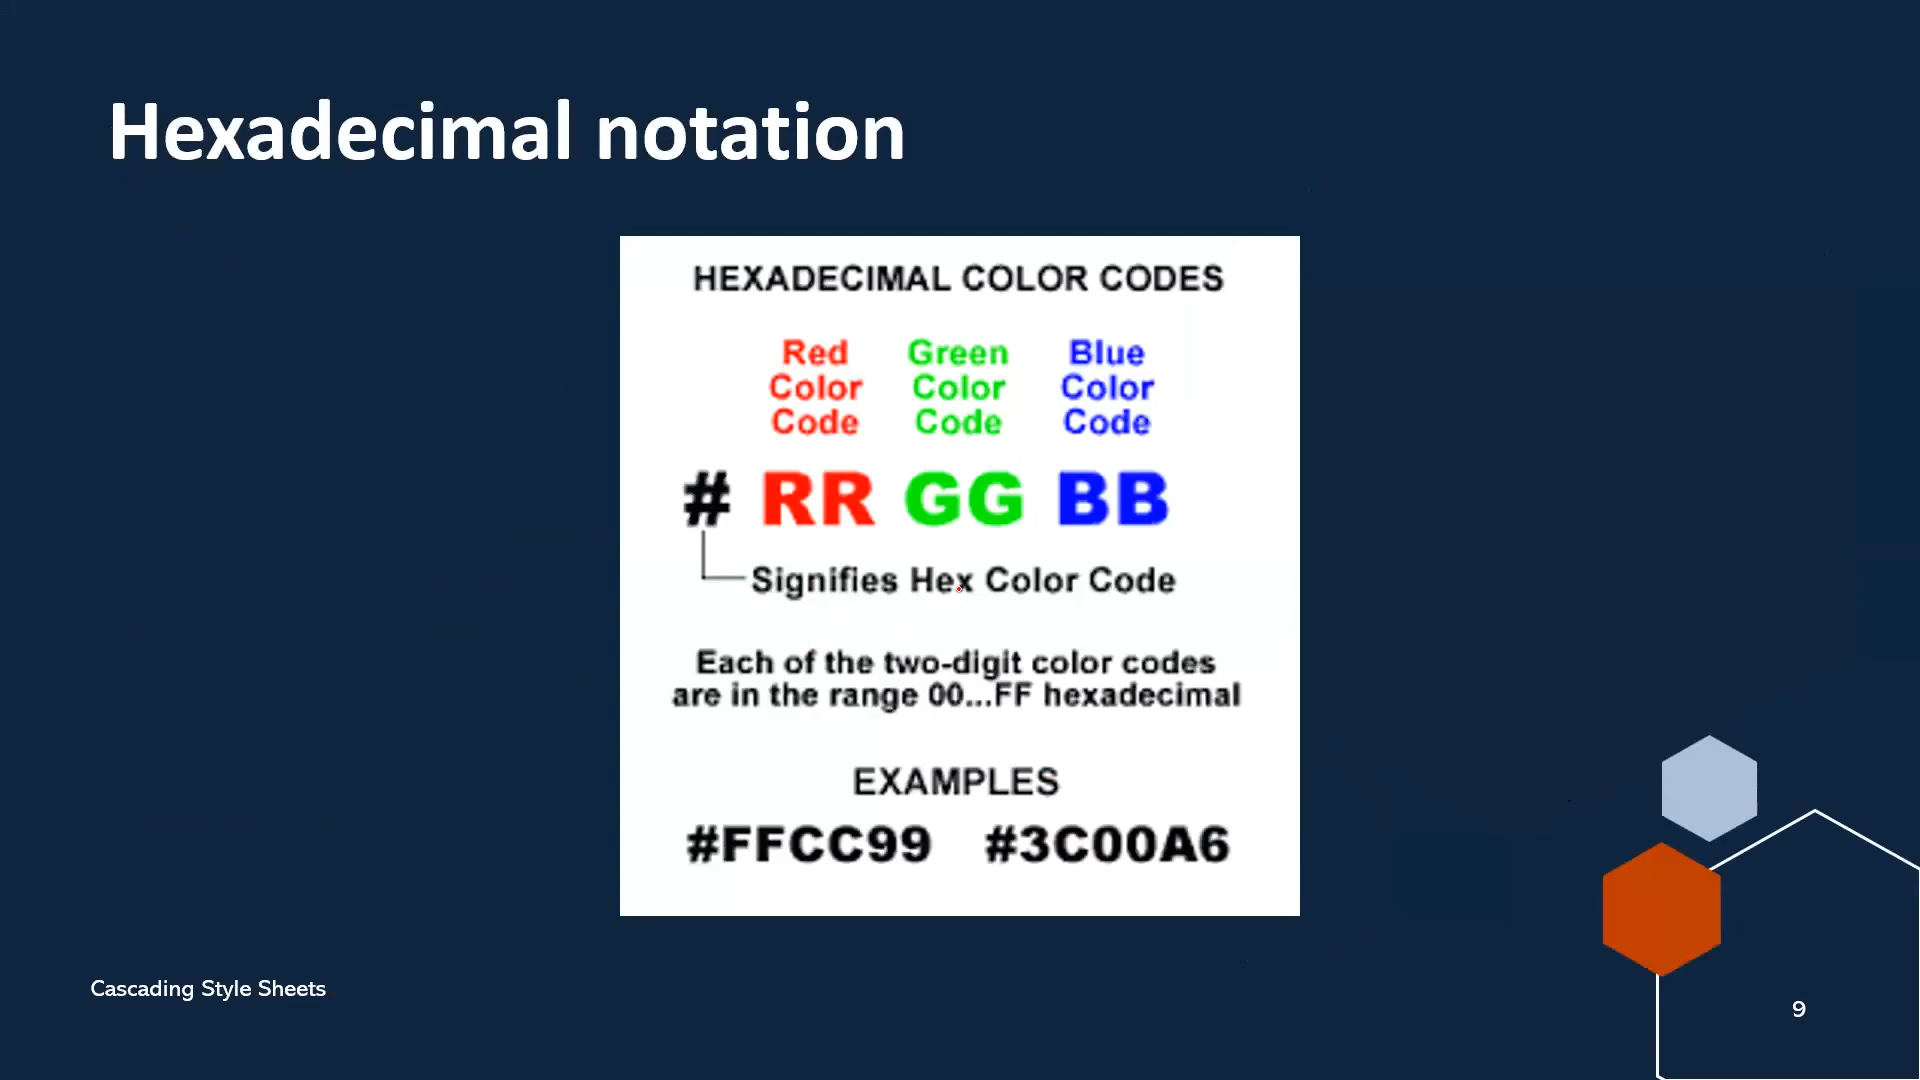 Hexadecimal notation
HEXADECIMAL COLOR CODES
Red Green Blue
Color Color Color
Code Code Code
# RR GG BB
Signifies Hex Color Code
Each of the two-digit color codes
are in the range 00...FF hexadecimal
EXAMPLES
#FFCC99 #3C00A6
Cascading Style Sheets
9